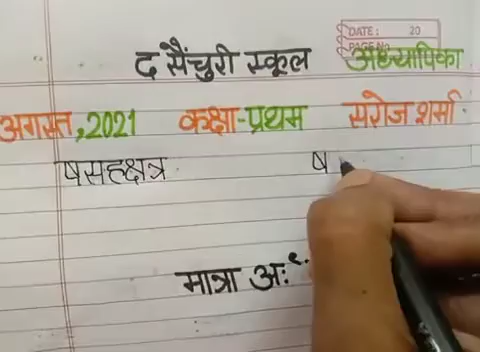 DATE: 20
PAGE NO.
द सैंचुरी स्कूल अध्यापिका
अगस्त, 2021 कक्षा-प्रथम सरोज शर्मा
षसहक्षत्र ष
मात्रा अः